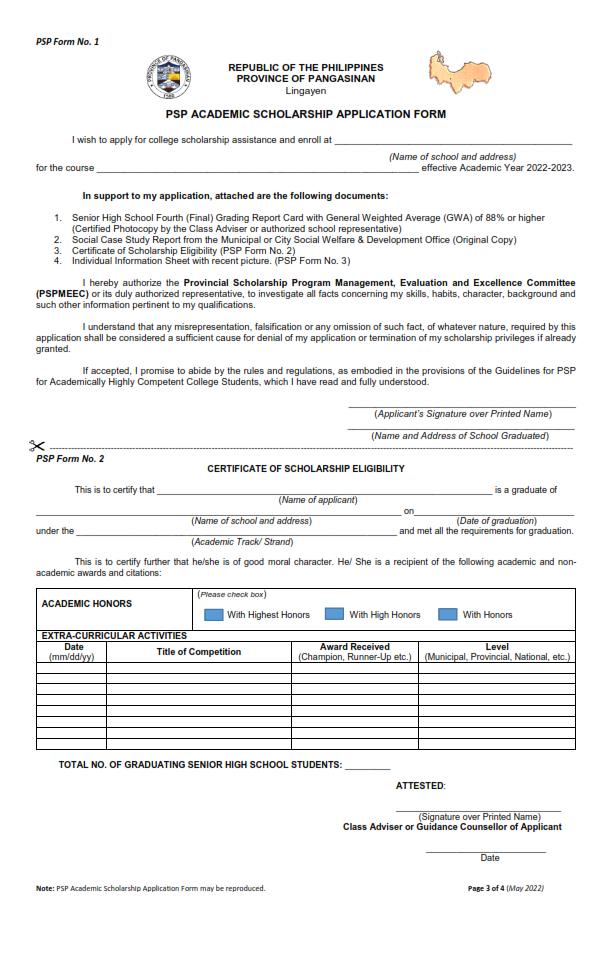 PSP Form No. 1
REPUBLIC OF THE PHILIPPINES
PROVINCE OF PANGASINAN
Lingayen
PSP ACADEMIC SCHOLARSHIP APPLICATION FORM
I wish to apply for college scholarship assistance and enroll at ____________________
(Name of school and address)
for the course ____________________ effective Academic Year 2022-2023.
In support to my application, attached are the following documents:
1. Senior High School Fourth (Final) Grading Report Card with General Weighted Average (GWA) of 88% or higher
(Certified Photocopy by the Class Adviser or authorized school representative)
2. Social Case Study Report from the Municipal or City Social Welfare & Development Office (Original Copy)
3. Certificate of Scholarship Eligibility (PSP Form No. 2)
4. Individual Information Sheet with recent picture. (PSP Form No. 3)
I hereby authorize the Provincial Scholarship Program Management, Evaluation and Excellence Committee
(PSPMEEC) or its duly authorized representative, to investigate all facts concerning my skills, habits, character, background and
such other information pertinent to my qualifications.
I understand that any misrepresentation, falsification or any omission of such fact, of whatever nature, required by this
application shall be considered a sufficient cause for denial of my application or termination of my scholarship privileges if already
granted.
If accepted, I promise to abide by the rules and regulations, as embodied in the provisions of the Guidelines for PSP
for Academically Highly Competent College Students, which I have read and fully understood.
(Applicant's Signature over Printed Name)
(Name and Address of School Graduated)
PSP Form No. 2
CERTIFICATE OF SCHOLARSHIP ELIGIBILITY
This is to certify that ____________________ is a graduate of
(Name of applicant)
____________________ on____________________
(Name of school and address) (Date of graduation)
under the ____________________ and met all the requirements for graduation.
(Academic Track/ Strand)
This is to certify further that he/she is of good moral character. He/ She is a recipient of the following academic and non-
academic awards and citations:
ACADEMIC HONORS
(Please check box)
With Highest Honors With High Honors With Honors
EXTRA-CURRICULAR ACTIVITIES
Date Title of Competition Award Received Level
(mm/dd/yy) (Champion, Runner-Up etc.) (Municipal, Provincial, National, etc.)
TOTAL NO. OF GRADUATING SENIOR HIGH SCHOOL STUDENTS: _________
ATTESTED:
(Signature over Printed Name)
Class Adviser or Guidance Counsellor of Applicant
Date
Note: PSP Academic Scholarship Application Form may be reproduced. Page 3 of 4 (May 2022)